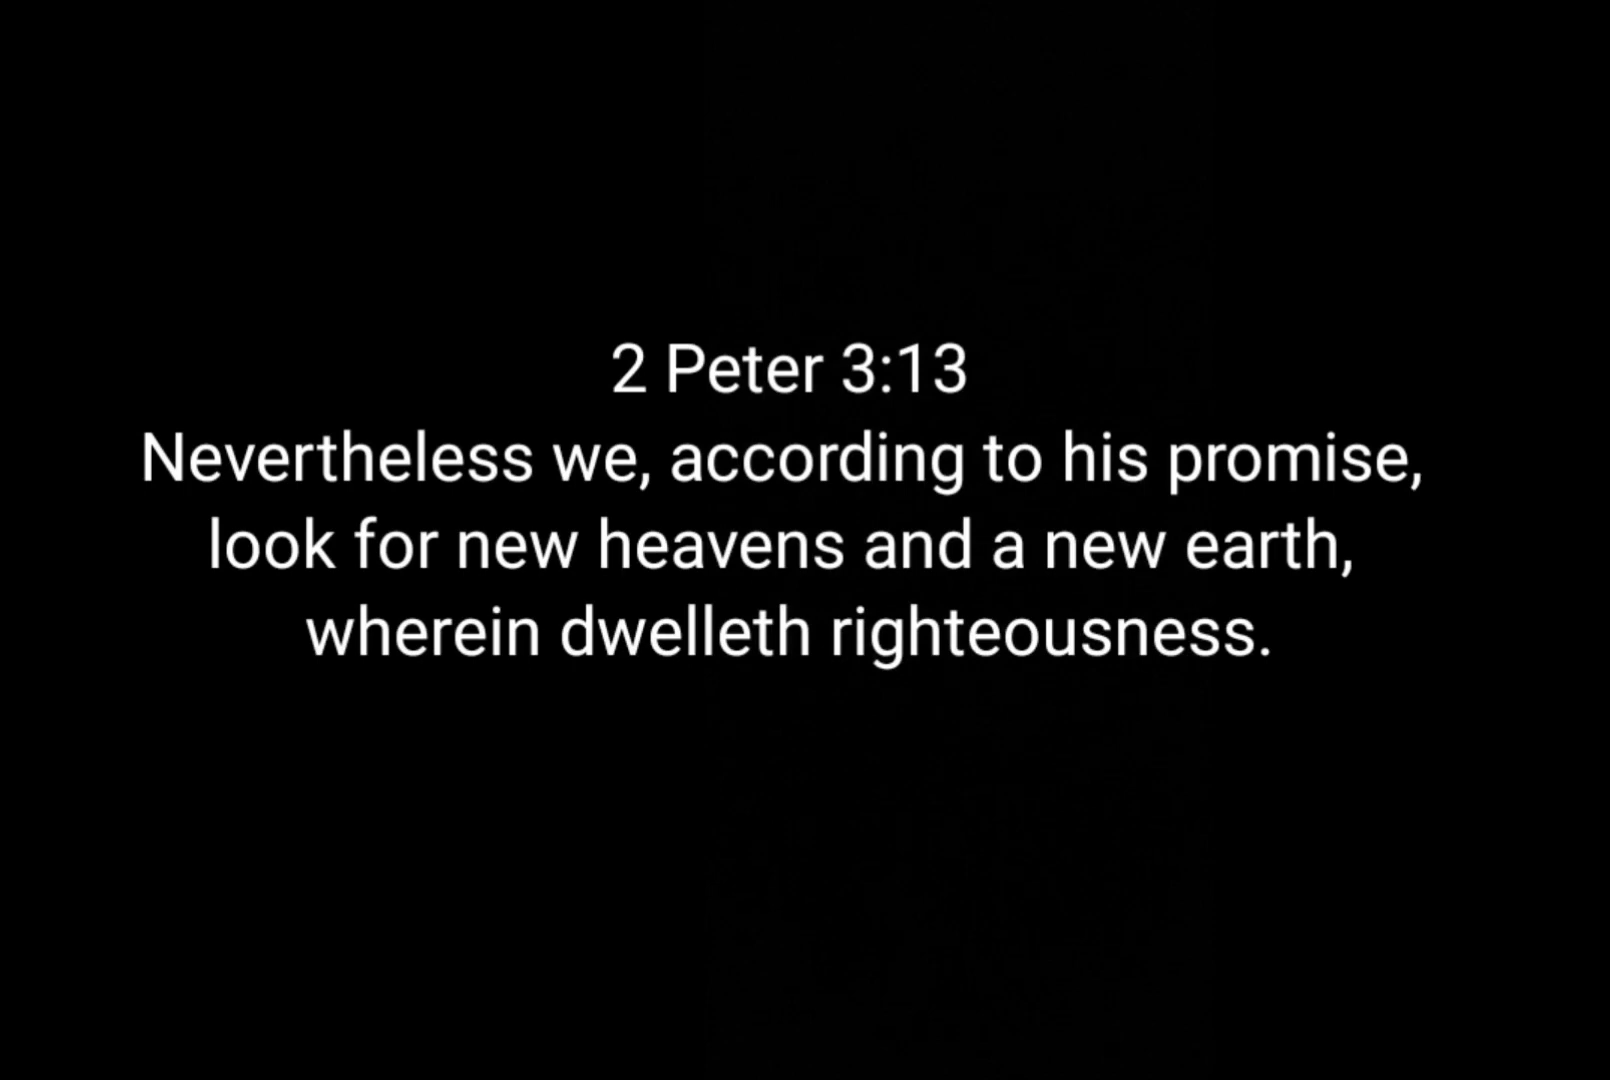 2 Peter 3:13
Nevertheless we, according to his promise,
look for new heavens and a new earth,
wherein dwelleth righteousness.